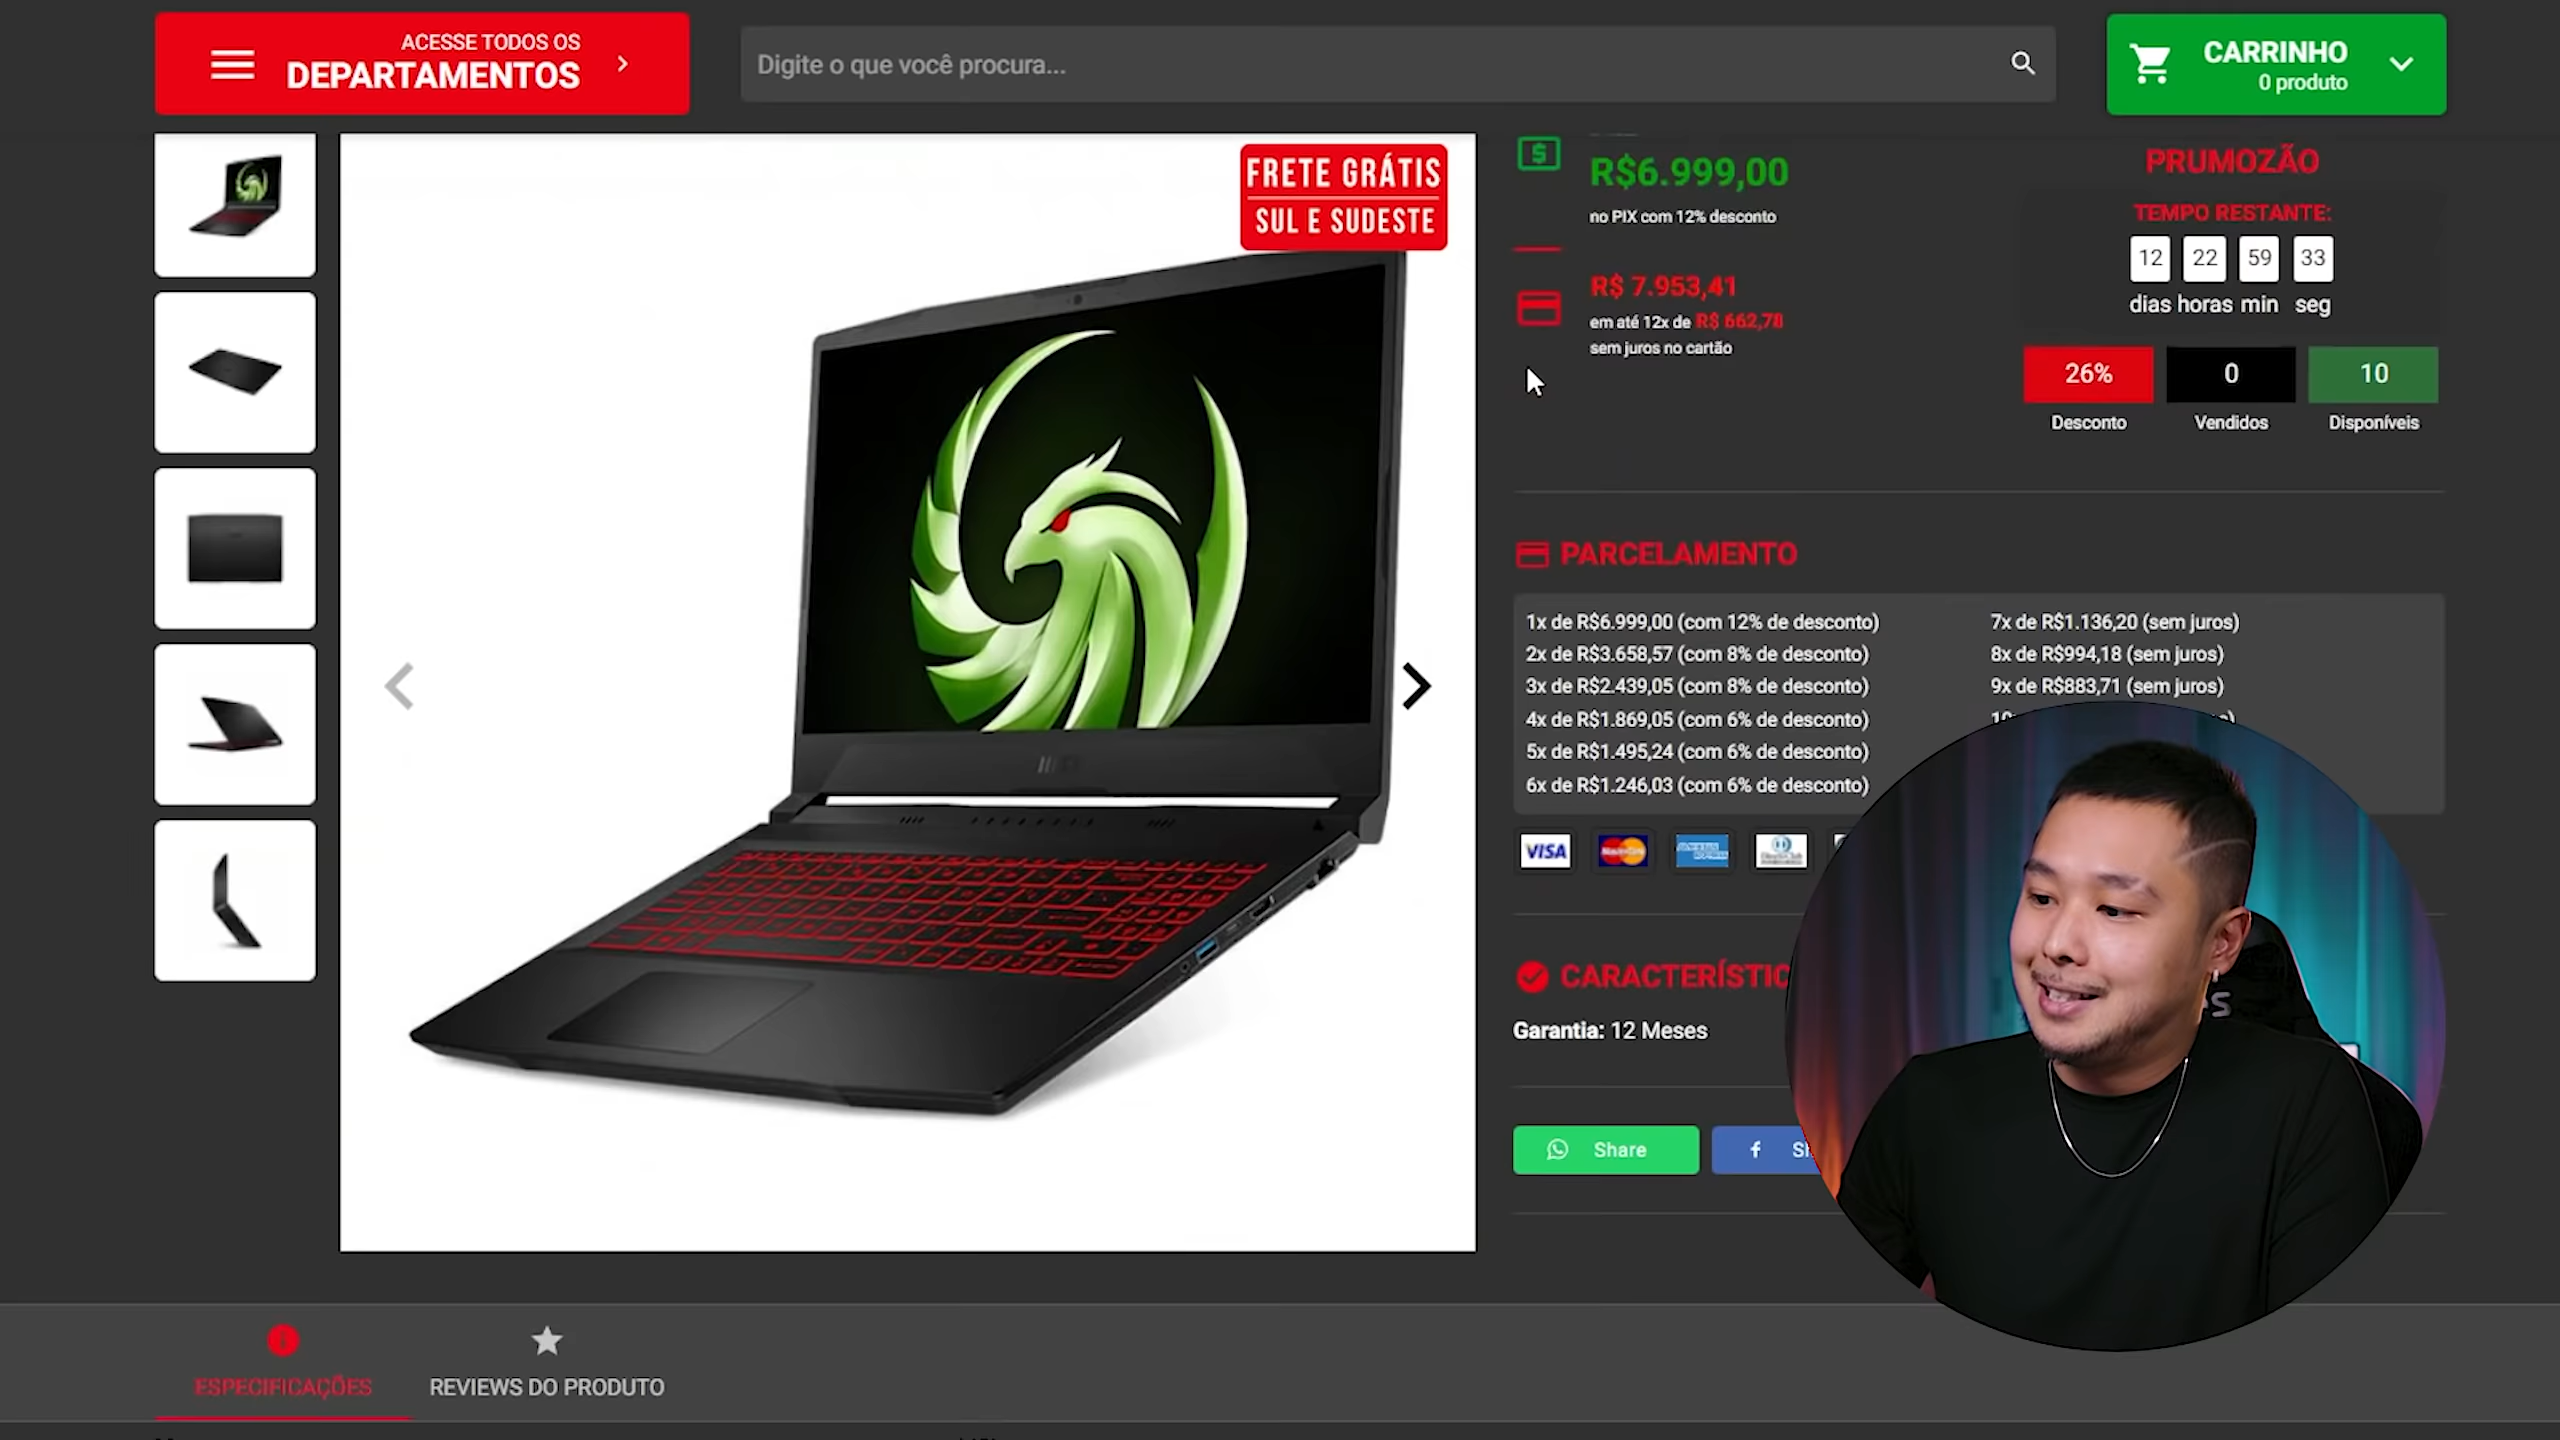 ACESSE TODOS OS
DEPARTAMENTOS
Digite o que você procura...
CARRINHO
0 produto
FRETE GRÁTIS
SUL E SUDESTE
R$6.999,00
no PIX com 12% desconto
R$ 7.953,41
em até 12x de R$ 662,78
sem juros no cartão
PRUMOZÃO
TEMPO RESTANTE:
12 22 59 33
dias horas min seg
26% 0 10
Desconto Vendidos Disponíveis
PARCELAMENTO
1x de R$6.999,00 (com 12% de desconto)
2x de R$3.658,57 (com 8% de desconto)
3x de R$2.439,05 (com 8% de desconto)
4x de R$1.869,05 (com 6% de desconto)
5x de R$1.495,24 (com 6% de desconto)
6x de R$1.246,03 (com 6% de desconto)
7x de R$1.136,20 (sem juros)
8x de R$994,18 (sem juros)
9x de R$883,71 (sem juros)
VISA
CARACTERÍSTIC
Garantia: 12 Meses
Share
ESPECIFICAÇÕES
REVIEWS DO PRODUTO